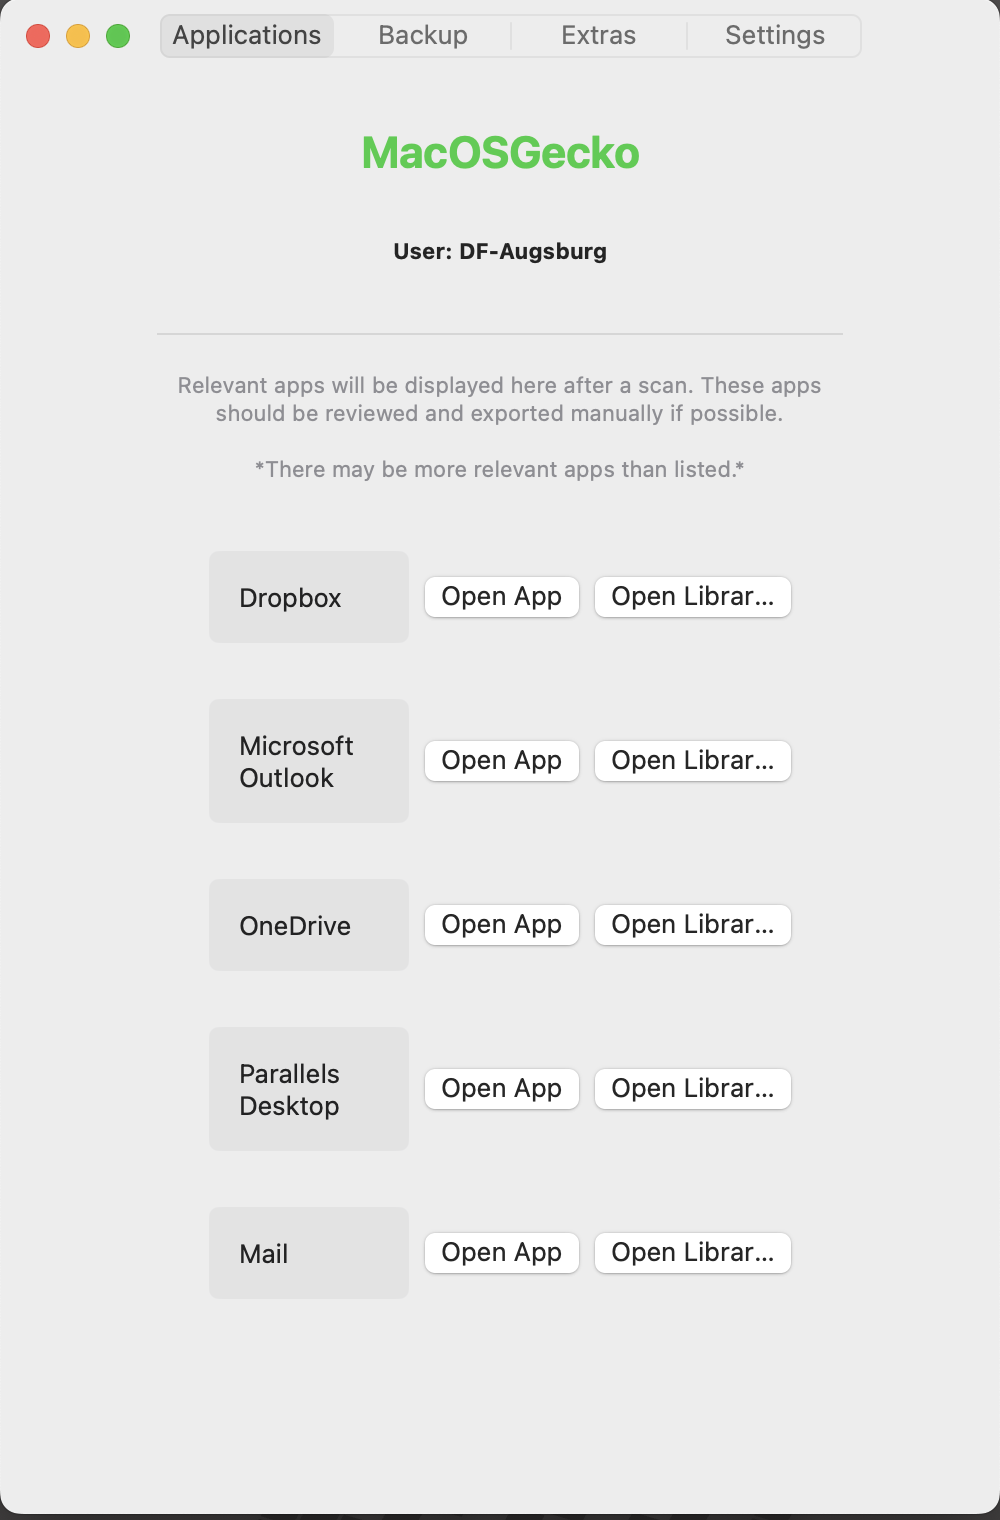 Applications Backup Extras Settings
MacOSGecko
User: DF-Augsburg
Relevant apps will be displayed here after a scan. These apps
should be reviewed and exported manually if possible.
*There may be more relevant apps than listed.*
Dropbox Open App Open Librar...
Microsoft
Outlook
Open App Open Librar...
OneDrive Open App Open Librar...
Parallels
Desktop
Open App Open Librar...
Mail Open App Open Librar...